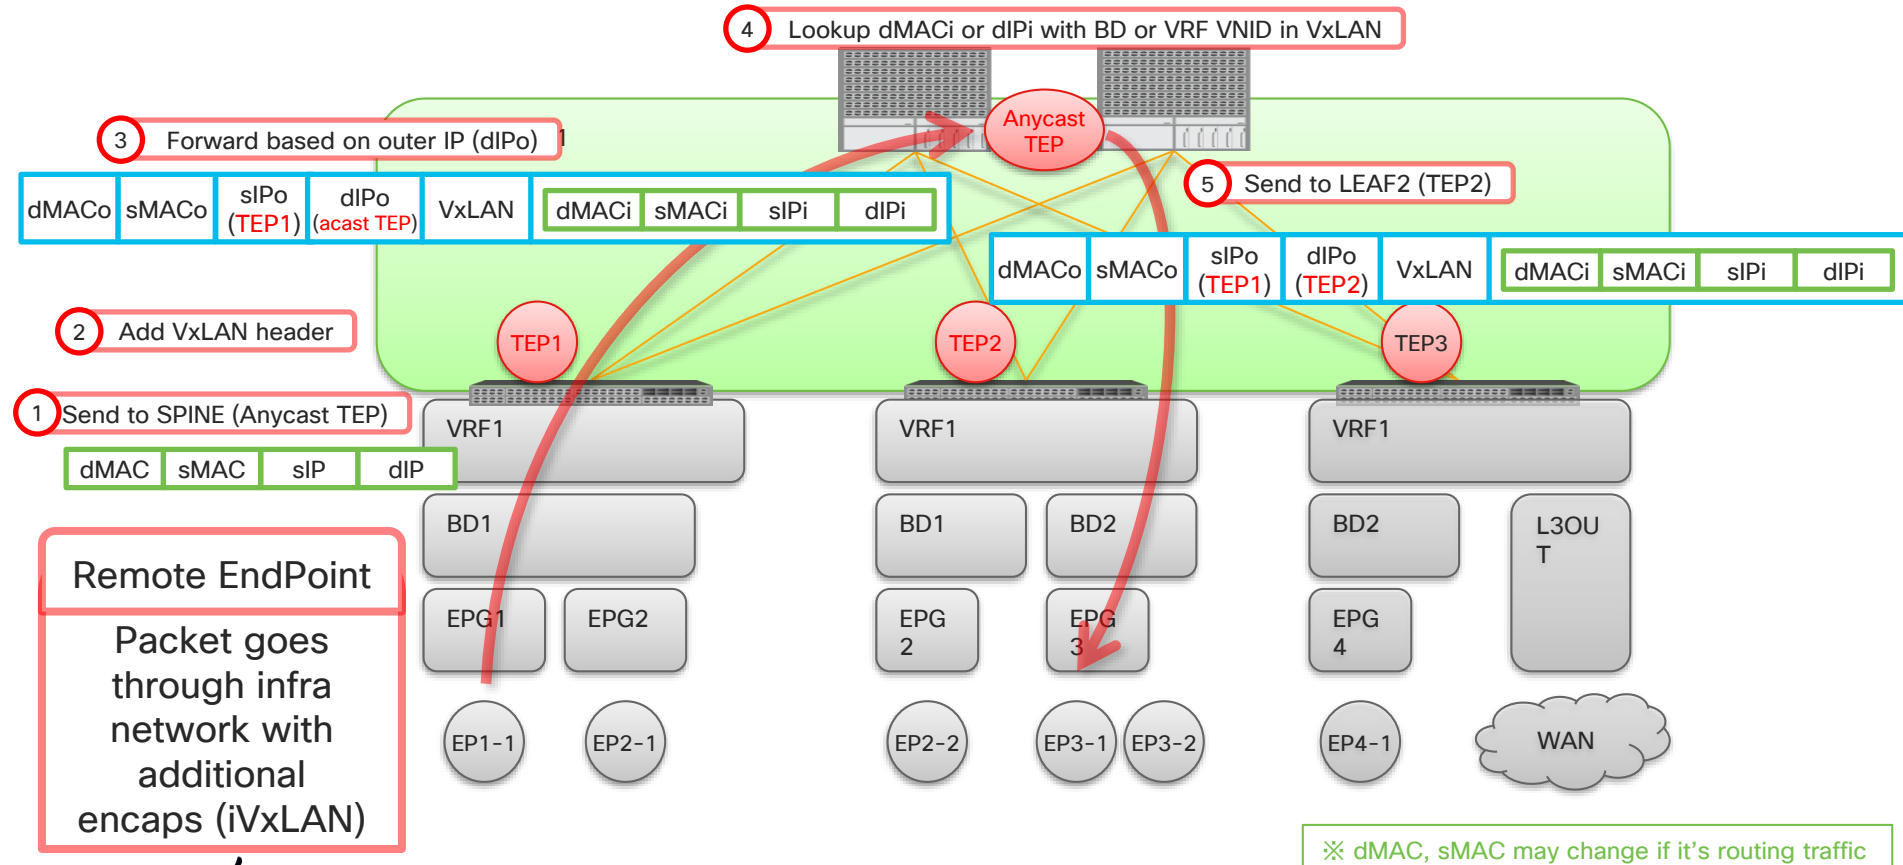 4 Lookup dMACi or dIPi with BD or VRF VNID in VxLAN
Anycast
TEP
3 Forward based on outer IP (dIPo)
dMACo sMACo sIPo (TEP1) dIPo (acast TEP) VxLAN dMACi sMACi sIPi dIPi
5 Send to LEAF2 (TEP2)
dMACo sMACo sIPo (TEP1) dIPo (TEP2) VxLAN dMACi sMACi sIPi dIPi
2 Add VxLAN header
TEP1
TEP2
TEP3
1 Send to SPINE (Anycast TEP)
dMAC sMAC sIP dIP
VRF1
VRF1
VRF1
BD1
BD1
BD2
BD2
L3OU
T
EPG1
EPG2
EPG
2
EPG
3
EPG
4
EP1-1
EP2-1
EP2-2
EP3-1
EP3-2
EP4-1
WAN
Remote EndPoint
Packet goes
through infra
network with
additional
encaps (iVxLAN)
※ dMAC, sMAC may change if it's routing traffic